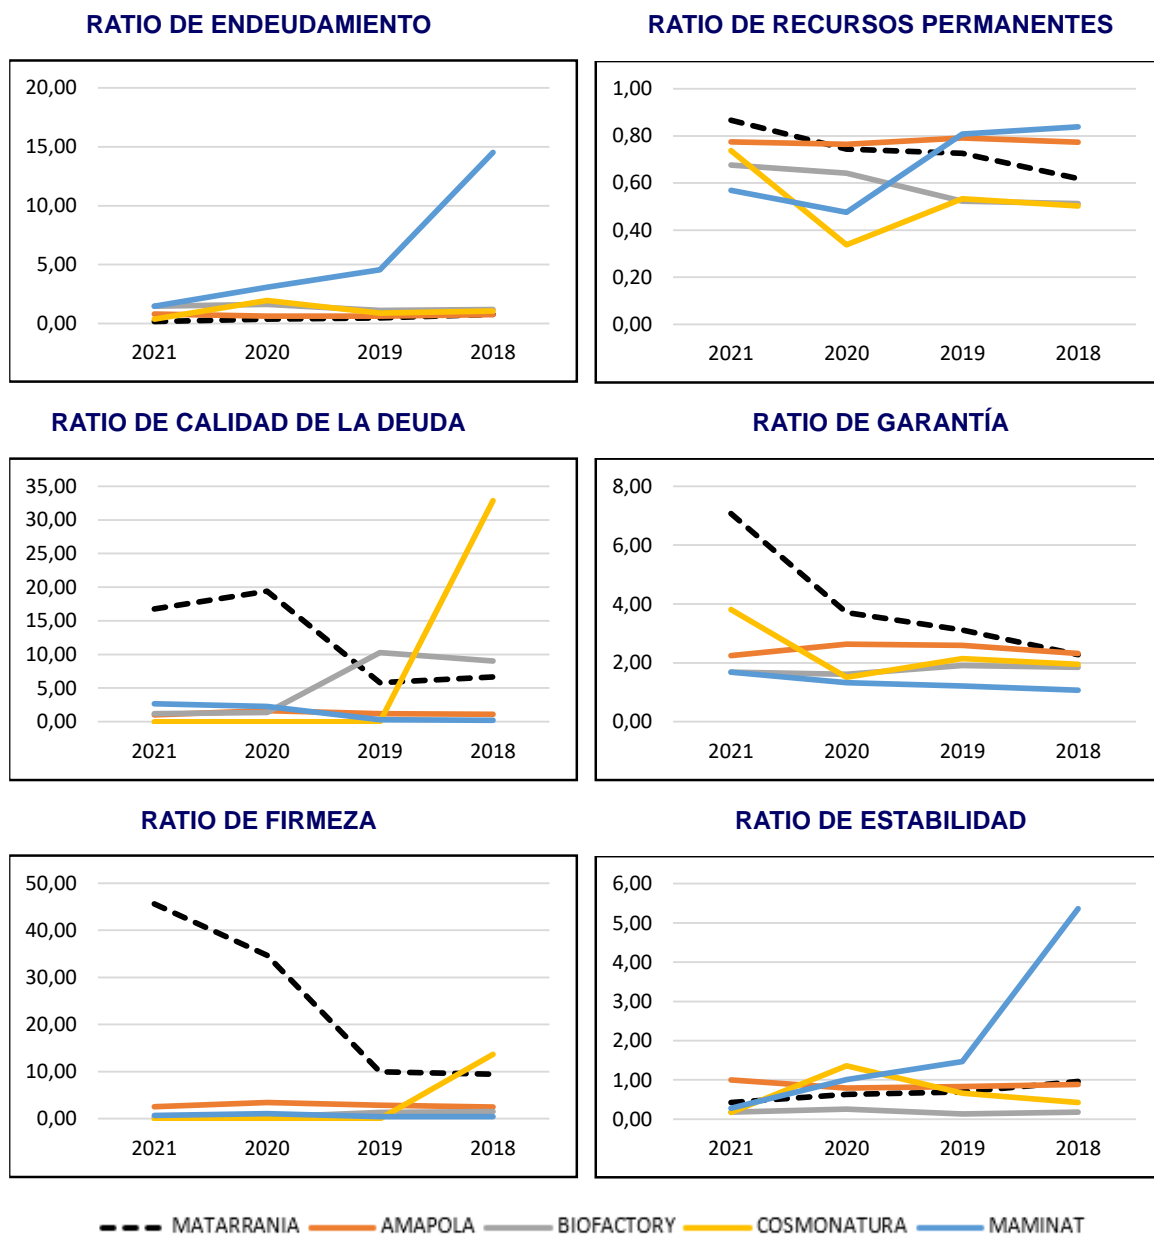 RATIO DE ENDEUDAMIENTO
20,00
15,00
10,00
5,00
0,00
2021 2020 2019 2018
RATIO DE RECURSOS PERMANENTES
1,00
0,80
0,60
0,40
0,20
0,00
2021 2020 2019 2018
RATIO DE CALIDAD DE LA DEUDA
35,00
30,00
25,00
20,00
15,00
10,00
5,00
0,00
2021 2020 2019 2018
RATIO DE GARANTÍA
8,00
6,00
4,00
2,00
0,00
2021 2020 2019 2018
RATIO DE FIRMEZA
50,00
40,00
30,00
20,00
10,00
0,00
2021 2020 2019 2018
RATIO DE ESTABILIDAD
6,00
5,00
4,00
3,00
2,00
1,00
0,00
2021 2020 2019 2018
MATARRANIA AMAPOLA BIOFACTORY COSMONATURA MAMINAT